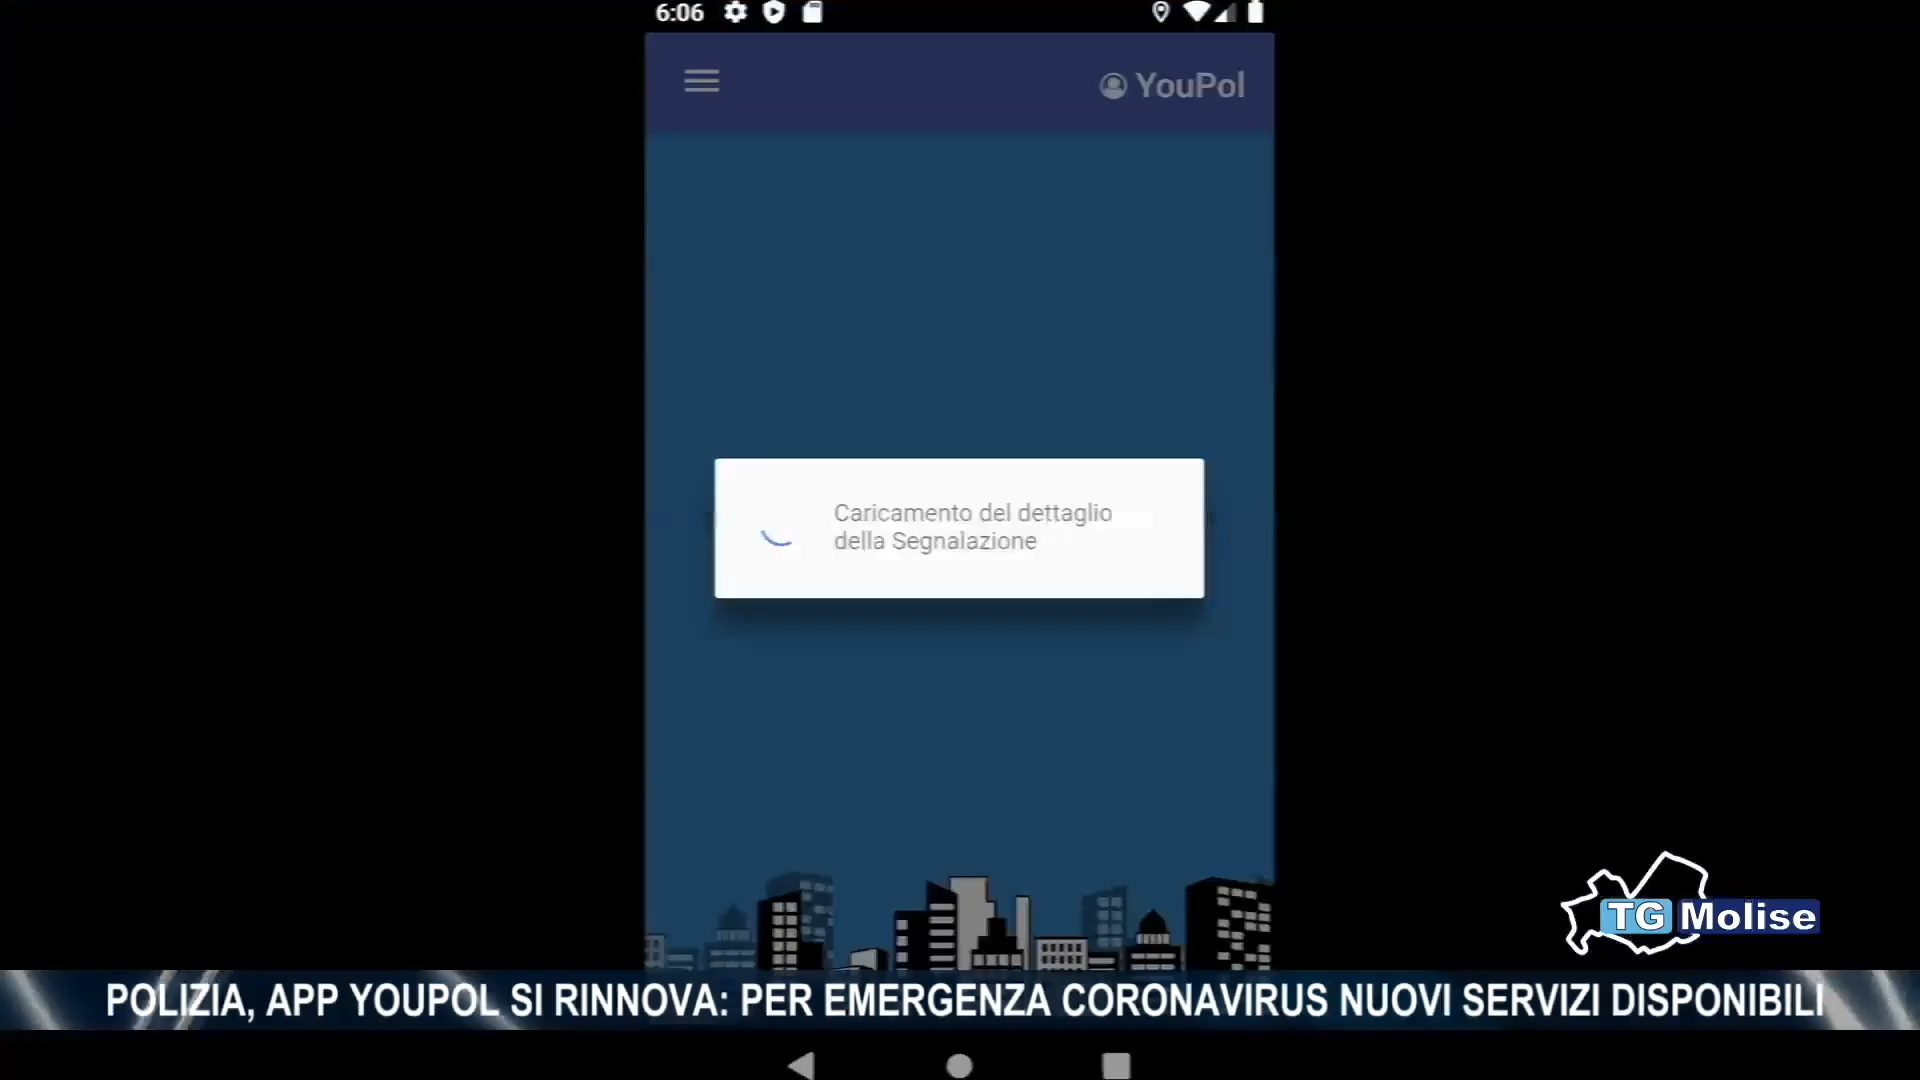 6:06
YouPol
Caricamento del dettaglio
della Segnalazione
TG Molise
POLIZIA, APP YOUPOL SI RINNOVA: PER EMERGENZA CORONAVIRUS NUOVI SERVIZI DISPONIBILI